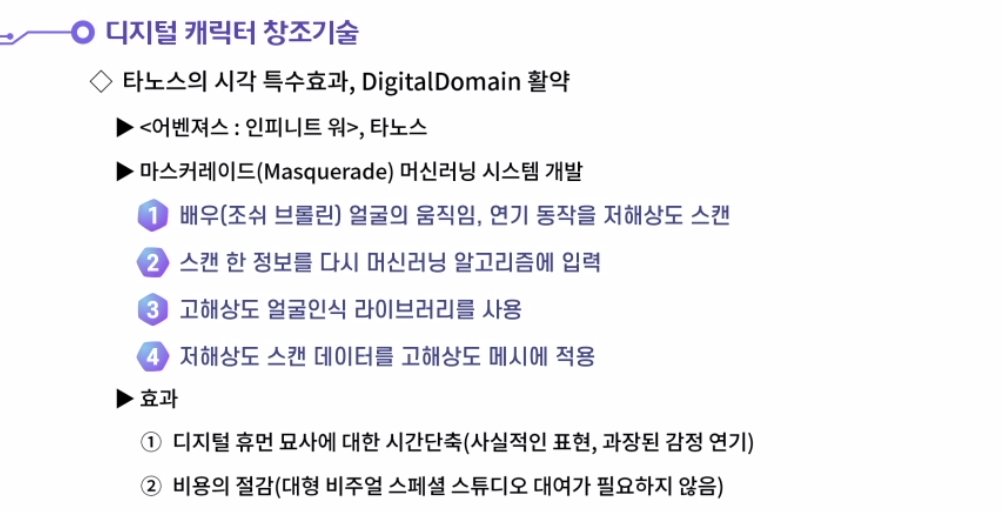 디지털 캐릭터 창조기술
◇ 타노스의 시각 특수효과, DigitalDomain 활약
▶ <어벤져스 : 인피니트 워>, 타노스
▶ 마스커레이드(Masquerade) 머신러닝 시스템 개발
1 배우(조쉬 브롤린) 얼굴의 움직임, 연기 동작을 저해상도 스캔
2 스캔 한 정보를 다시 머신러닝 알고리즘에 입력
3 고해상도 얼굴인식 라이브러리를 사용
4 저해상도 스캔 데이터를 고해상도 메시에 적용
▶ 효과
① 디지털 휴먼 묘사에 대한 시간단축(사실적인 표현, 과장된 감정 연기)
② 비용의 절감(대형 비주얼 스페셜 스튜디오 대여가 필요하지 않음)